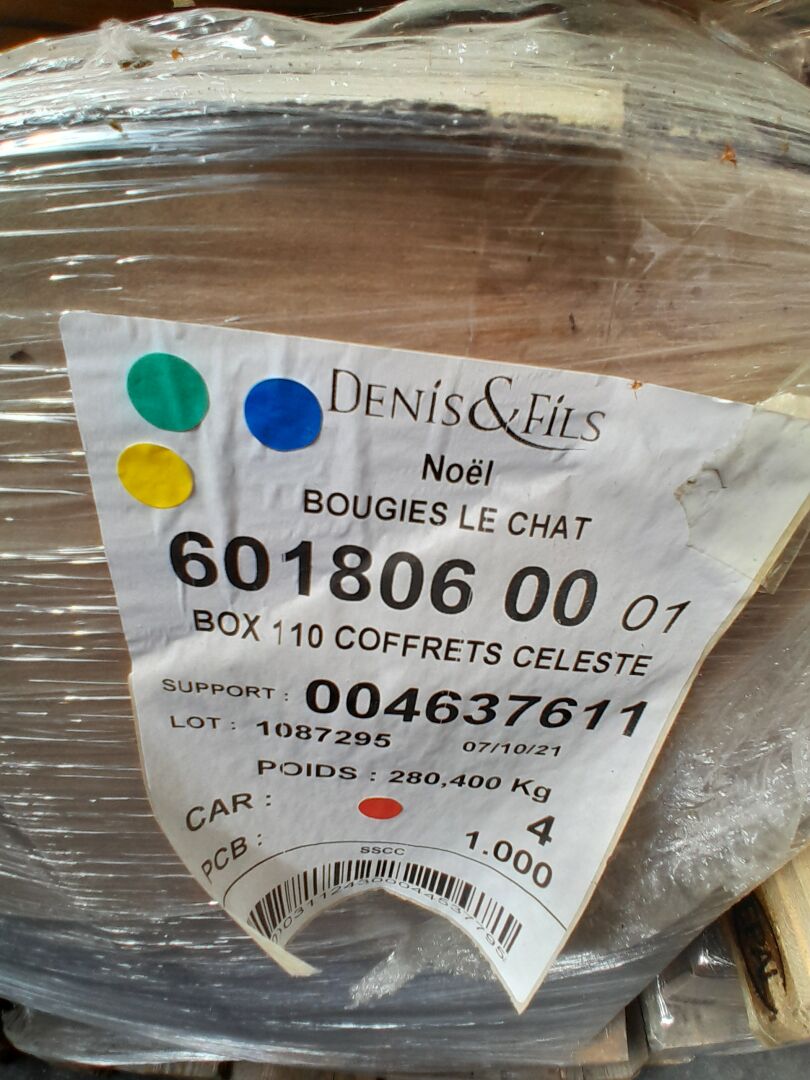 DENIS & FILS
Noël
BOUGIES LE CHAT
601806 00 01
BOX 110 COFFRETS CELESTE
SUPPORT : 004637611
LOT : 1087295 07/10/21
POIDS : 280,400 Kg
CAR : 4
PCB : 1.000
SSCC